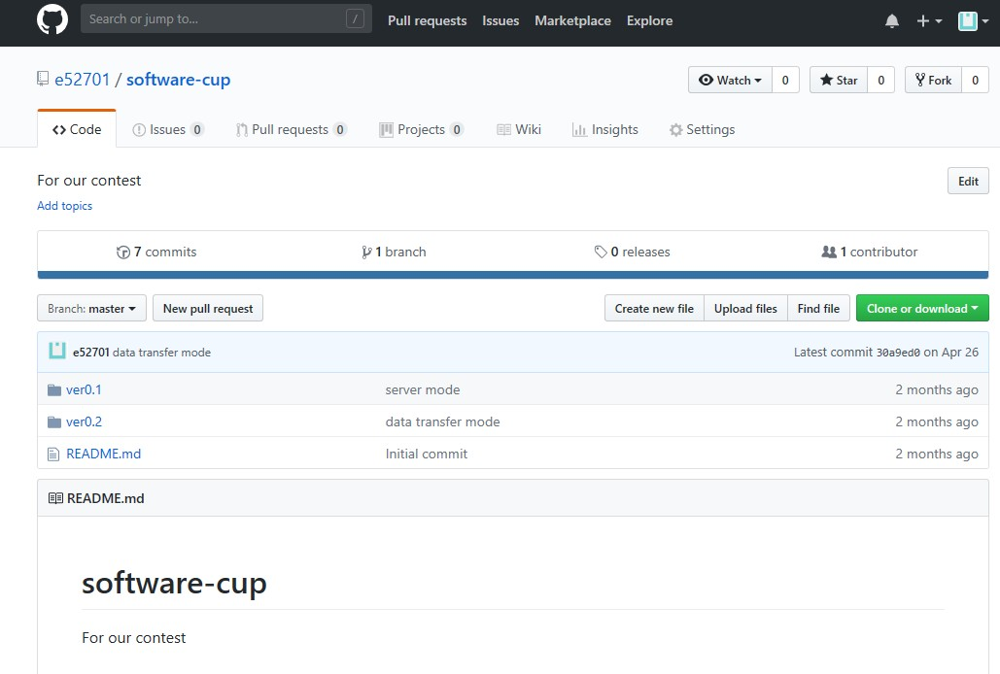 Search or jump to... / Pull requests Issues Marketplace Explore
e52701 / software-cup Watch 0 Star 0 Fork 0
Code Issues 0 Pull requests 0 Projects 0 Wiki Insights Settings
For our contest Edit
Add topics
7 commits 1 branch 0 releases 1 contributor
Branch: master New pull request Create new file Upload files Find file Clone or download
e52701 data transfer mode Latest commit 30a9ed0 on Apr 26
ver0.1 server mode 2 months ago
ver0.2 data transfer mode 2 months ago
README.md Initial commit 2 months ago
README.md
software-cup
For our contest